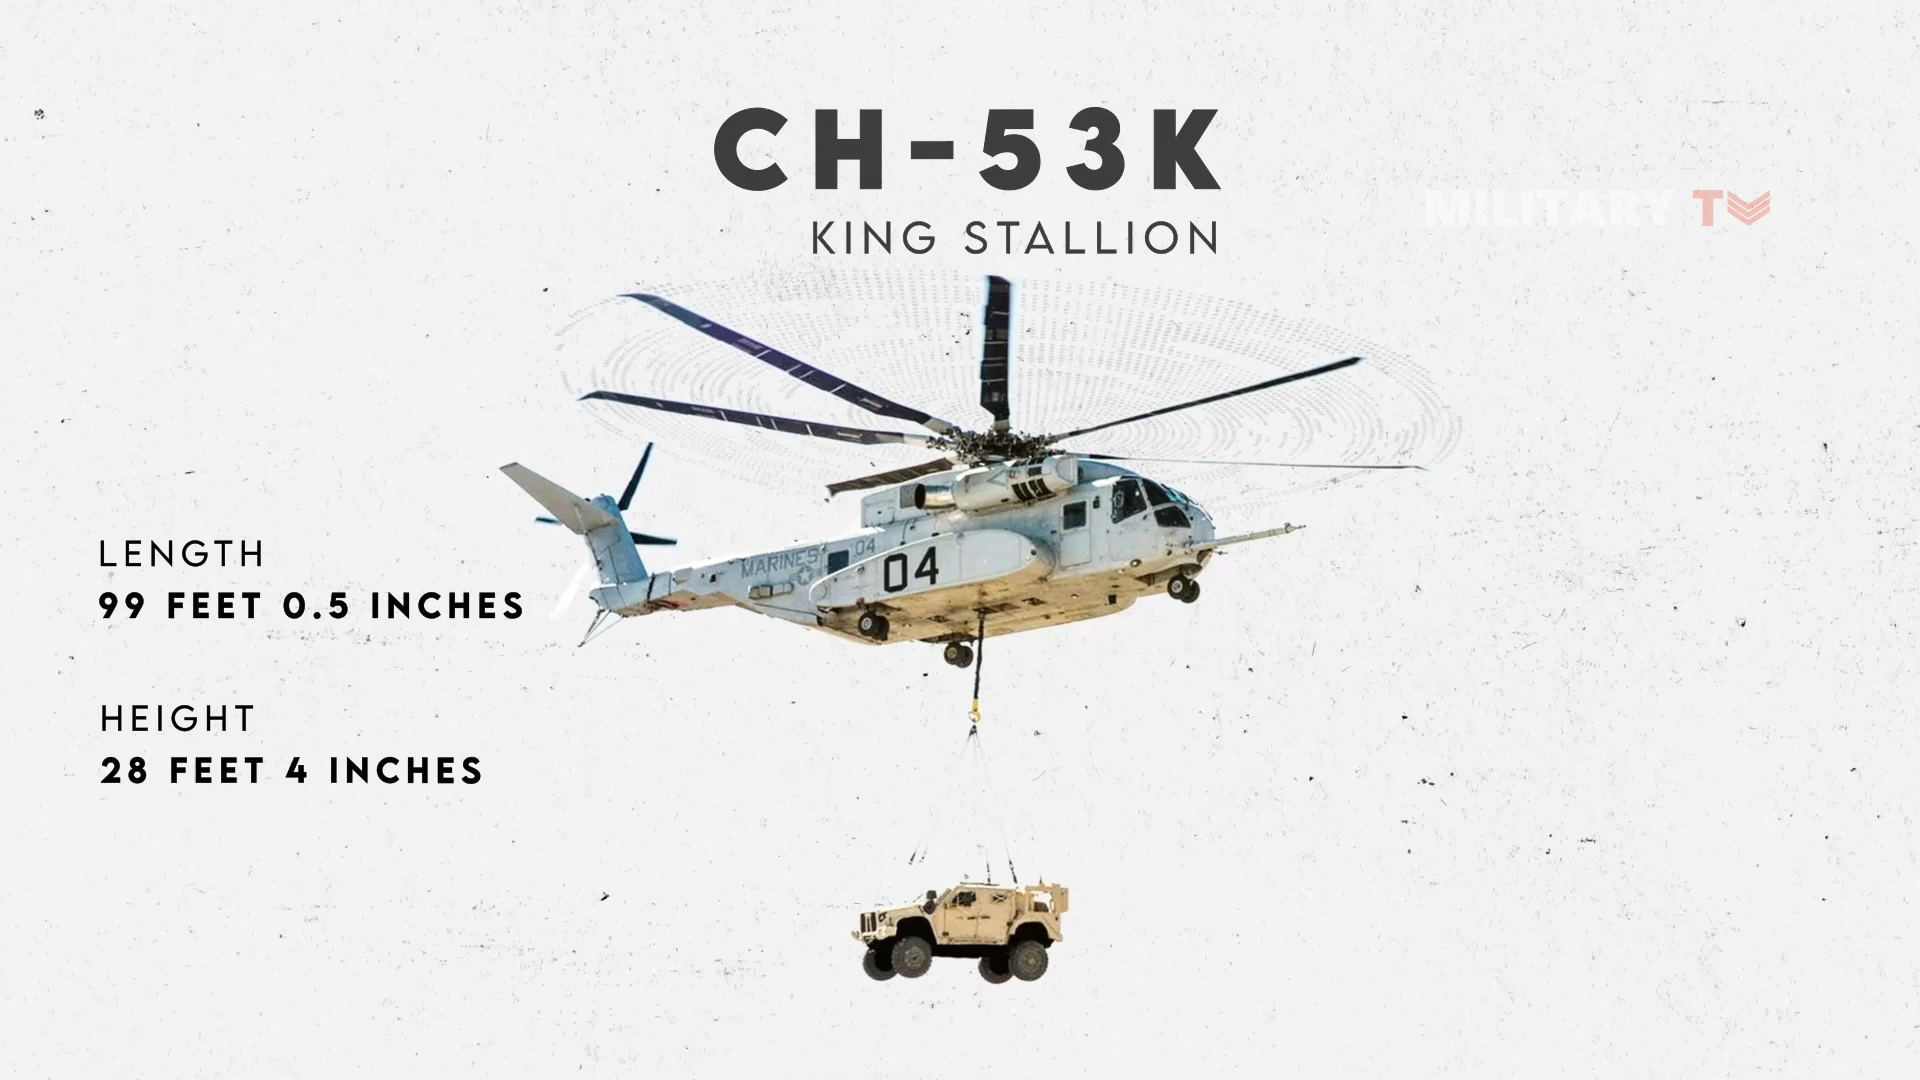 CH-53K
KING STALLION
MILITARY TV
LENGTH
99 FEET 0.5 INCHES
HEIGHT
28 FEET 4 INCHES
MARINES
04
04